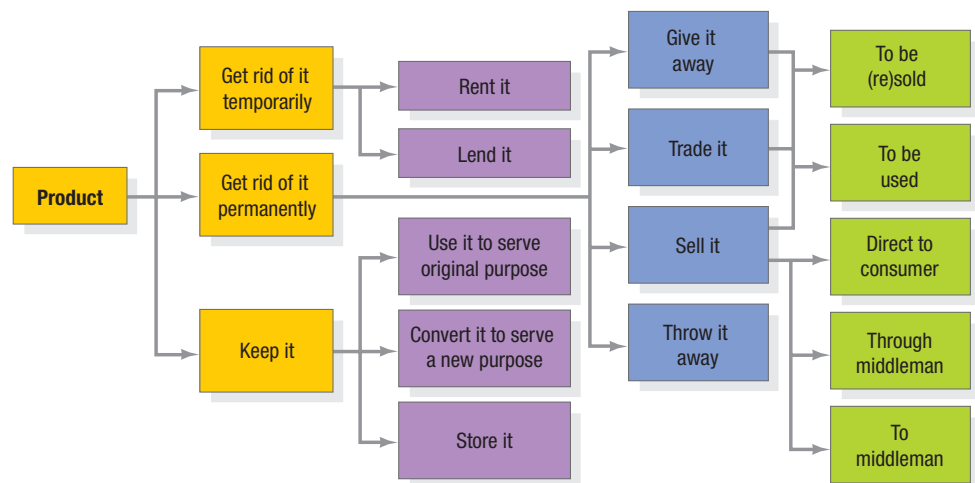 Product
Get rid of it
temporarily
Get rid of it
permanently
Keep it
Rent it
Lend it
Use it to serve
original purpose
Convert it to serve
a new purpose
Store it
Give it
away
Trade it
Sell it
Throw it
away
To be
(re)sold
To be
used
Direct to
consumer
Through
middleman
To
middleman